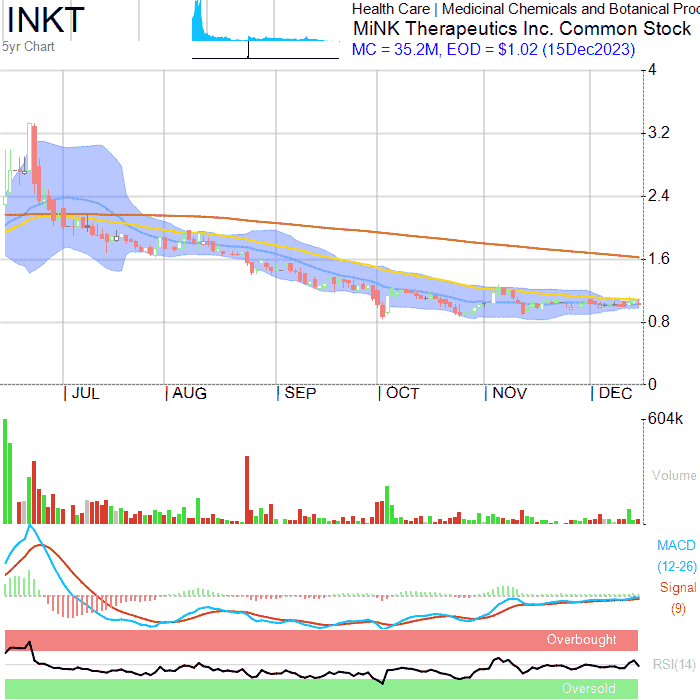 INKT
5yr Chart
Health Care | Medicinal Chemicals and Botanical Pro
MiNK Therapeutics Inc. Common Stock
MC = 35.2M, EOD = $1.02 (15Dec2023)
4
3.2
2.4
1.6
0.8
0
JUL AUG SEP OCT NOV DEC
604k
Volume
MACD
(12-26)
Signal
(9)
Overbought
RSI(14)
Oversold